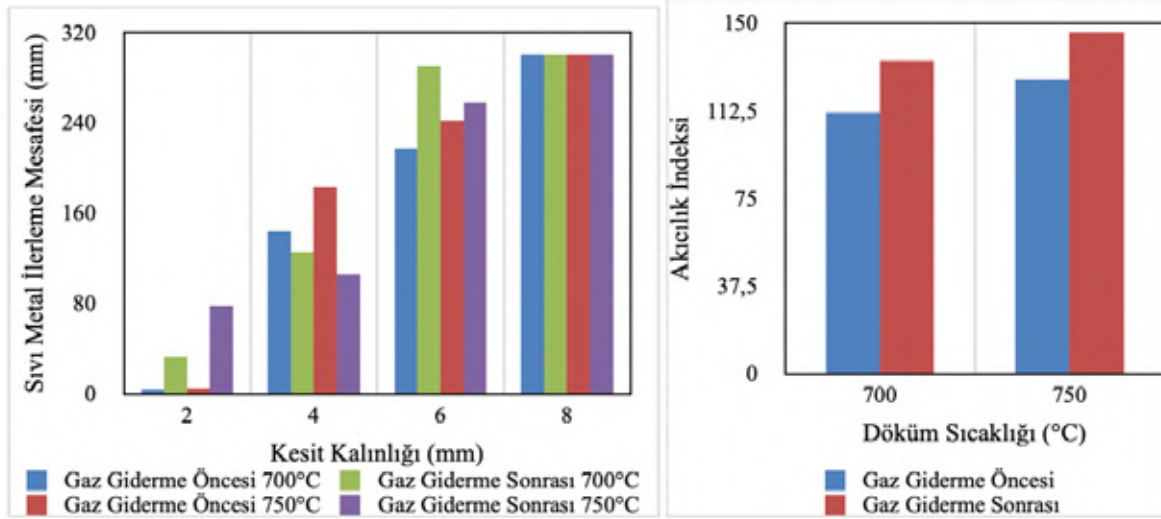 Sıvı Metal İlerleme Mesafesi (mm)
320
240
160
80
0
2 4 6 8
Kesit Kalınlığı (mm)
Gaz Giderme Öncesi 700°C Gaz Giderme Sonrası 700°C
Gaz Giderme Öncesi 750°C Gaz Giderme Sonrası 750°C
Akıcılık İndeksi
150
112,5
75
37,5
0
700 750
Döküm Sıcaklığı (°C)
Gaz Giderme Öncesi
Gaz Giderme Sonrası